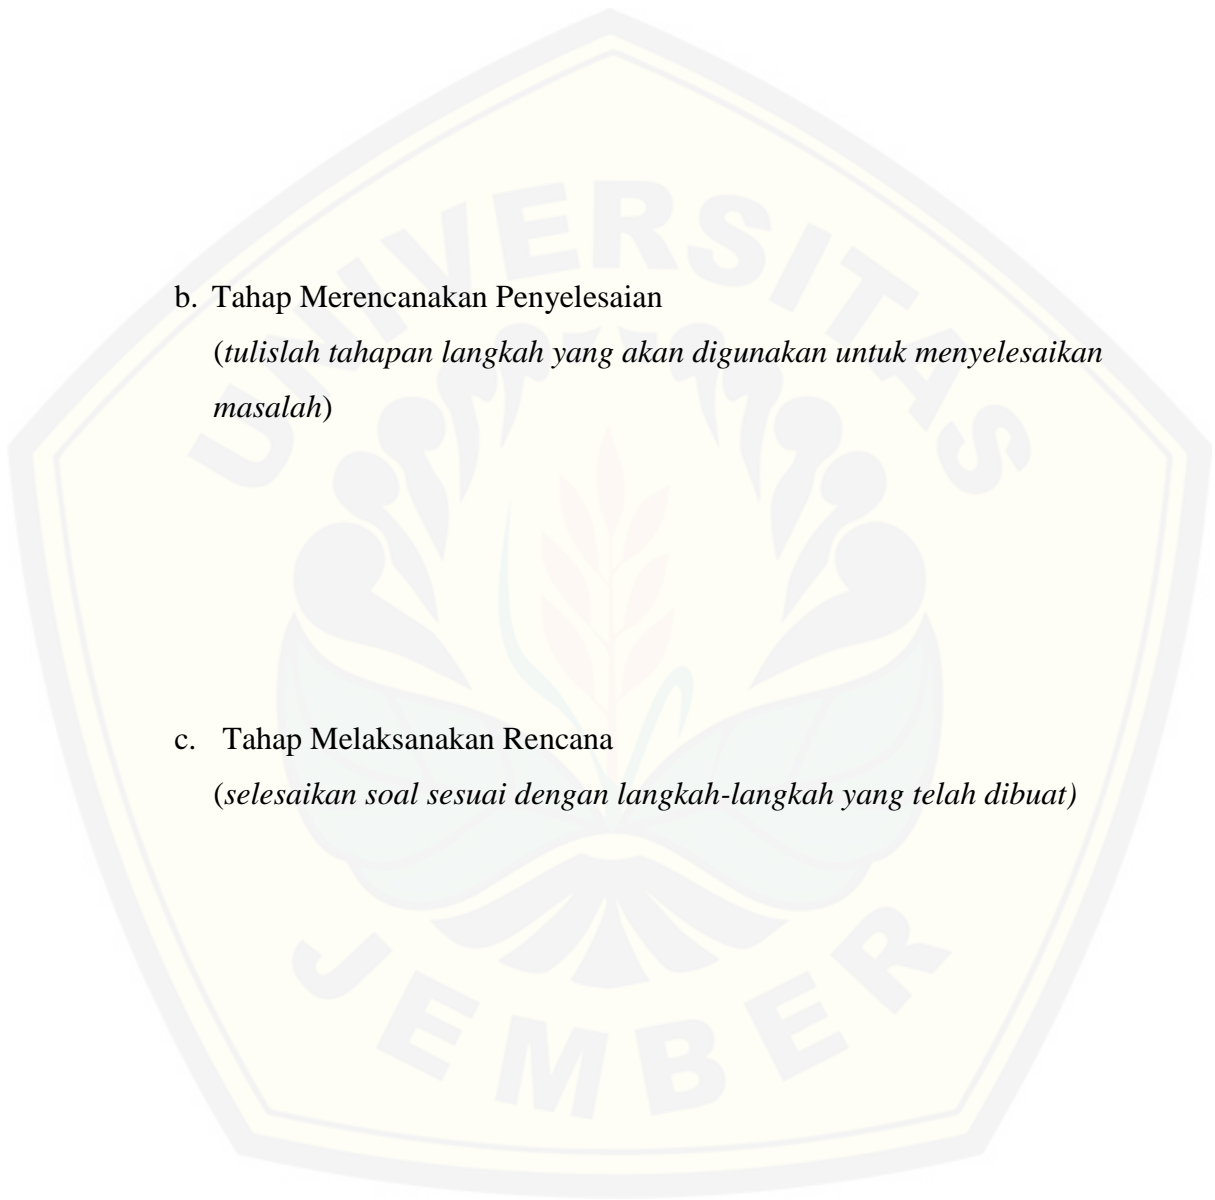 UNIVERSITAS
b. Tahap Merencanakan Penyelesaian
(tulislah tahapan langkah yang akan digunakan untuk menyelesaikan
masalah)
c. Tahap Melaksanakan Rencana
(selesaikan soal sesuai dengan langkah-langkah yang telah dibuat)
JEMBER